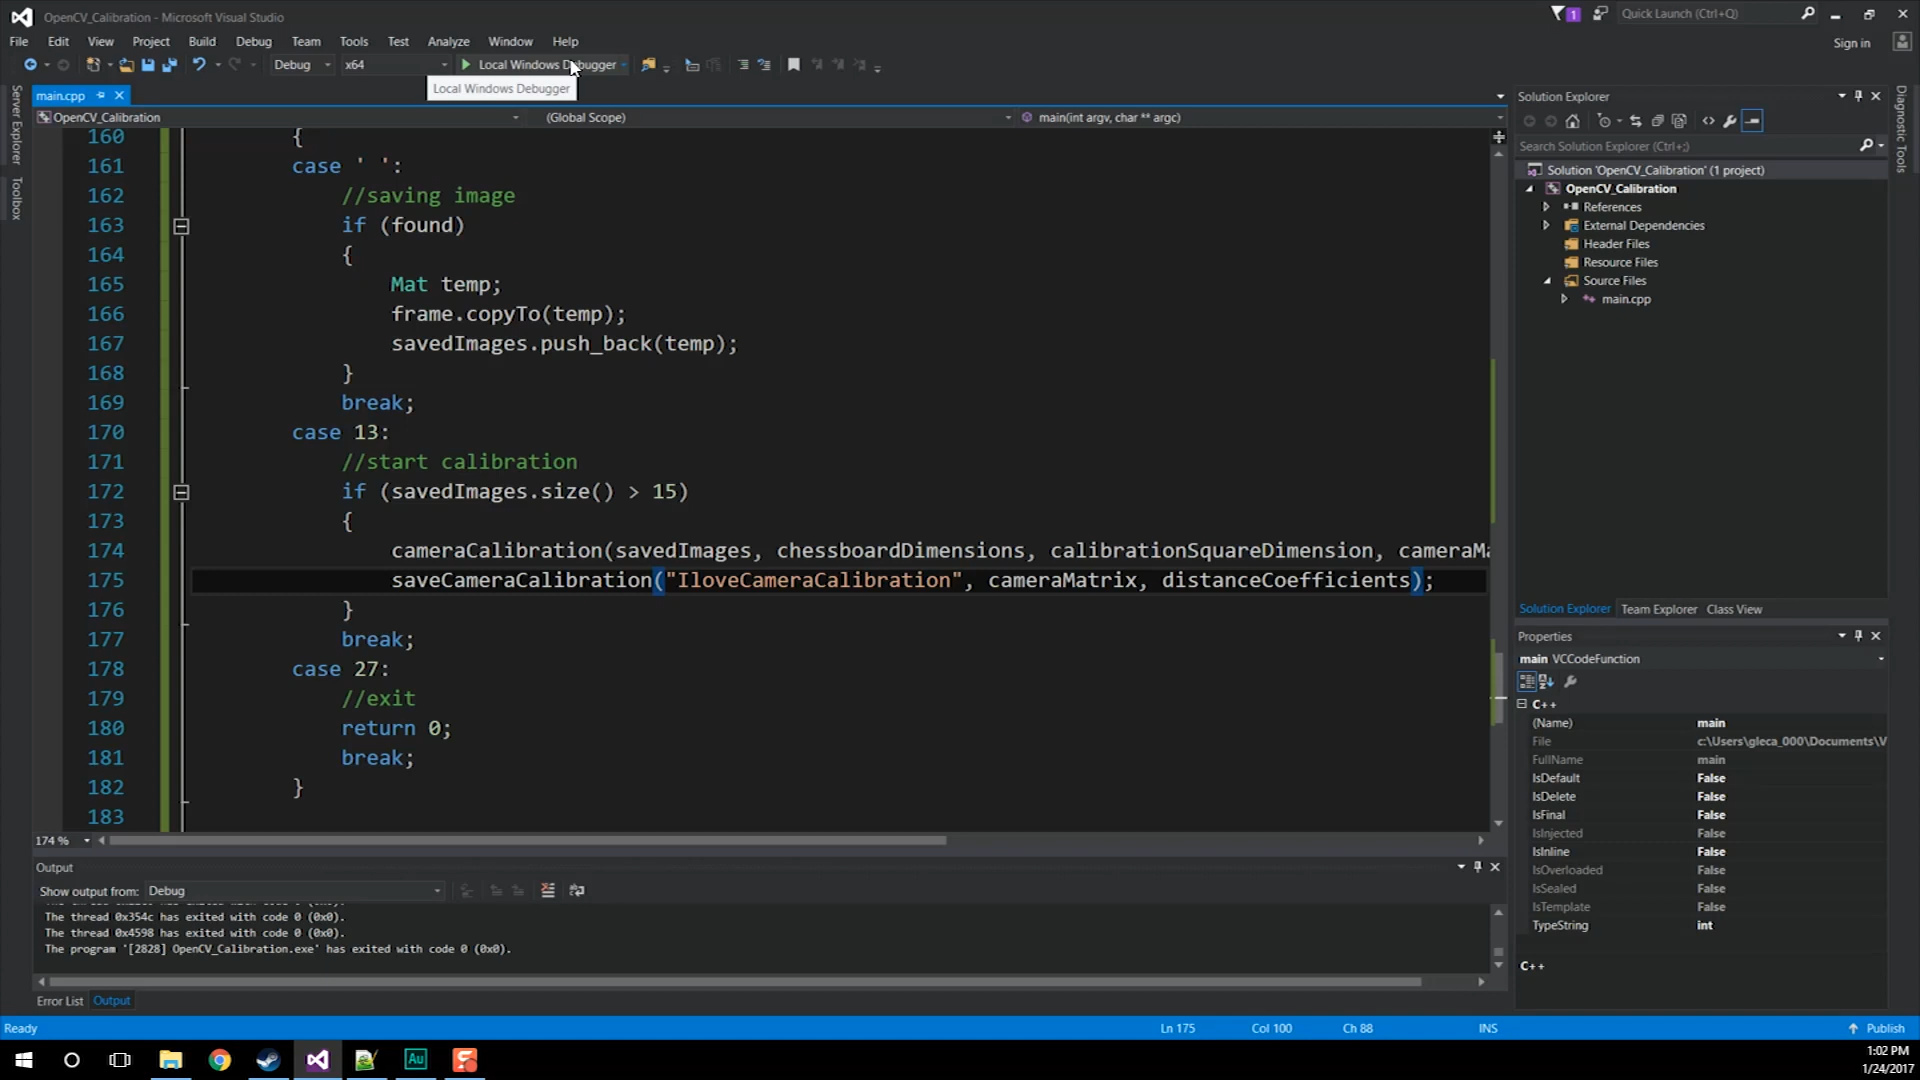 OpenCV_Calibration - Microsoft Visual Studio
1
Quick Launch (Ctrl+Q)
File Edit View Project Build Debug Team Tools Test Analyze Window Help
Sign in
Debug x64 Local Windows Debugger
Local Windows Debugger
main.cpp
OpenCV_Calibration (Global Scope) main(int argv, char ** argc)
Server Explorer
Toolbox
160 {
161 case ' ':
162 //saving image
163 if (found)
164 {
165 Mat temp;
166 frame.copyTo(temp);
167 savedImages.push_back(temp);
168 }
169 break;
170 case 13:
171 //start calibration
172 if (savedImages.size() > 15)
173 {
174 cameraCalibration(savedImages, chessboardDimensions, calibrationSquareDimension, cameraMa
175 saveCameraCalibration("IloveCameraCalibration", cameraMatrix, distanceCoefficients);
176 }
177 break;
178 case 27:
179 //exit
180 return 0;
181 break;
182 }
183
174 %
Output
Show output from: Debug
The thread 0x354c has exited with code 0 (0x0).
The thread 0x4598 has exited with code 0 (0x0).
The program '[2828] OpenCV_Calibration.exe' has exited with code 0 (0x0).
Error List Output
Solution Explorer
Search Solution Explorer (Ctrl+;)
Solution 'OpenCV_Calibration' (1 project)
OpenCV_Calibration
References
External Dependencies
Header Files
Resource Files
Source Files
main.cpp
Solution Explorer Team Explorer Class View
Properties
main VCCodeFunction
C++
(Name) main
File c:\Users\gleca_000\Documents\V
FullName main
IsDefault False
IsDelete False
IsFinal False
IsInjected False
IsInline False
IsOverloaded False
IsSealed False
IsTemplate False
TypeString int
C++
Diagnostic Tools
Ready Ln 175 Col 100 Ch 88 INS Publish
Au
1:02 PM
1/24/2017